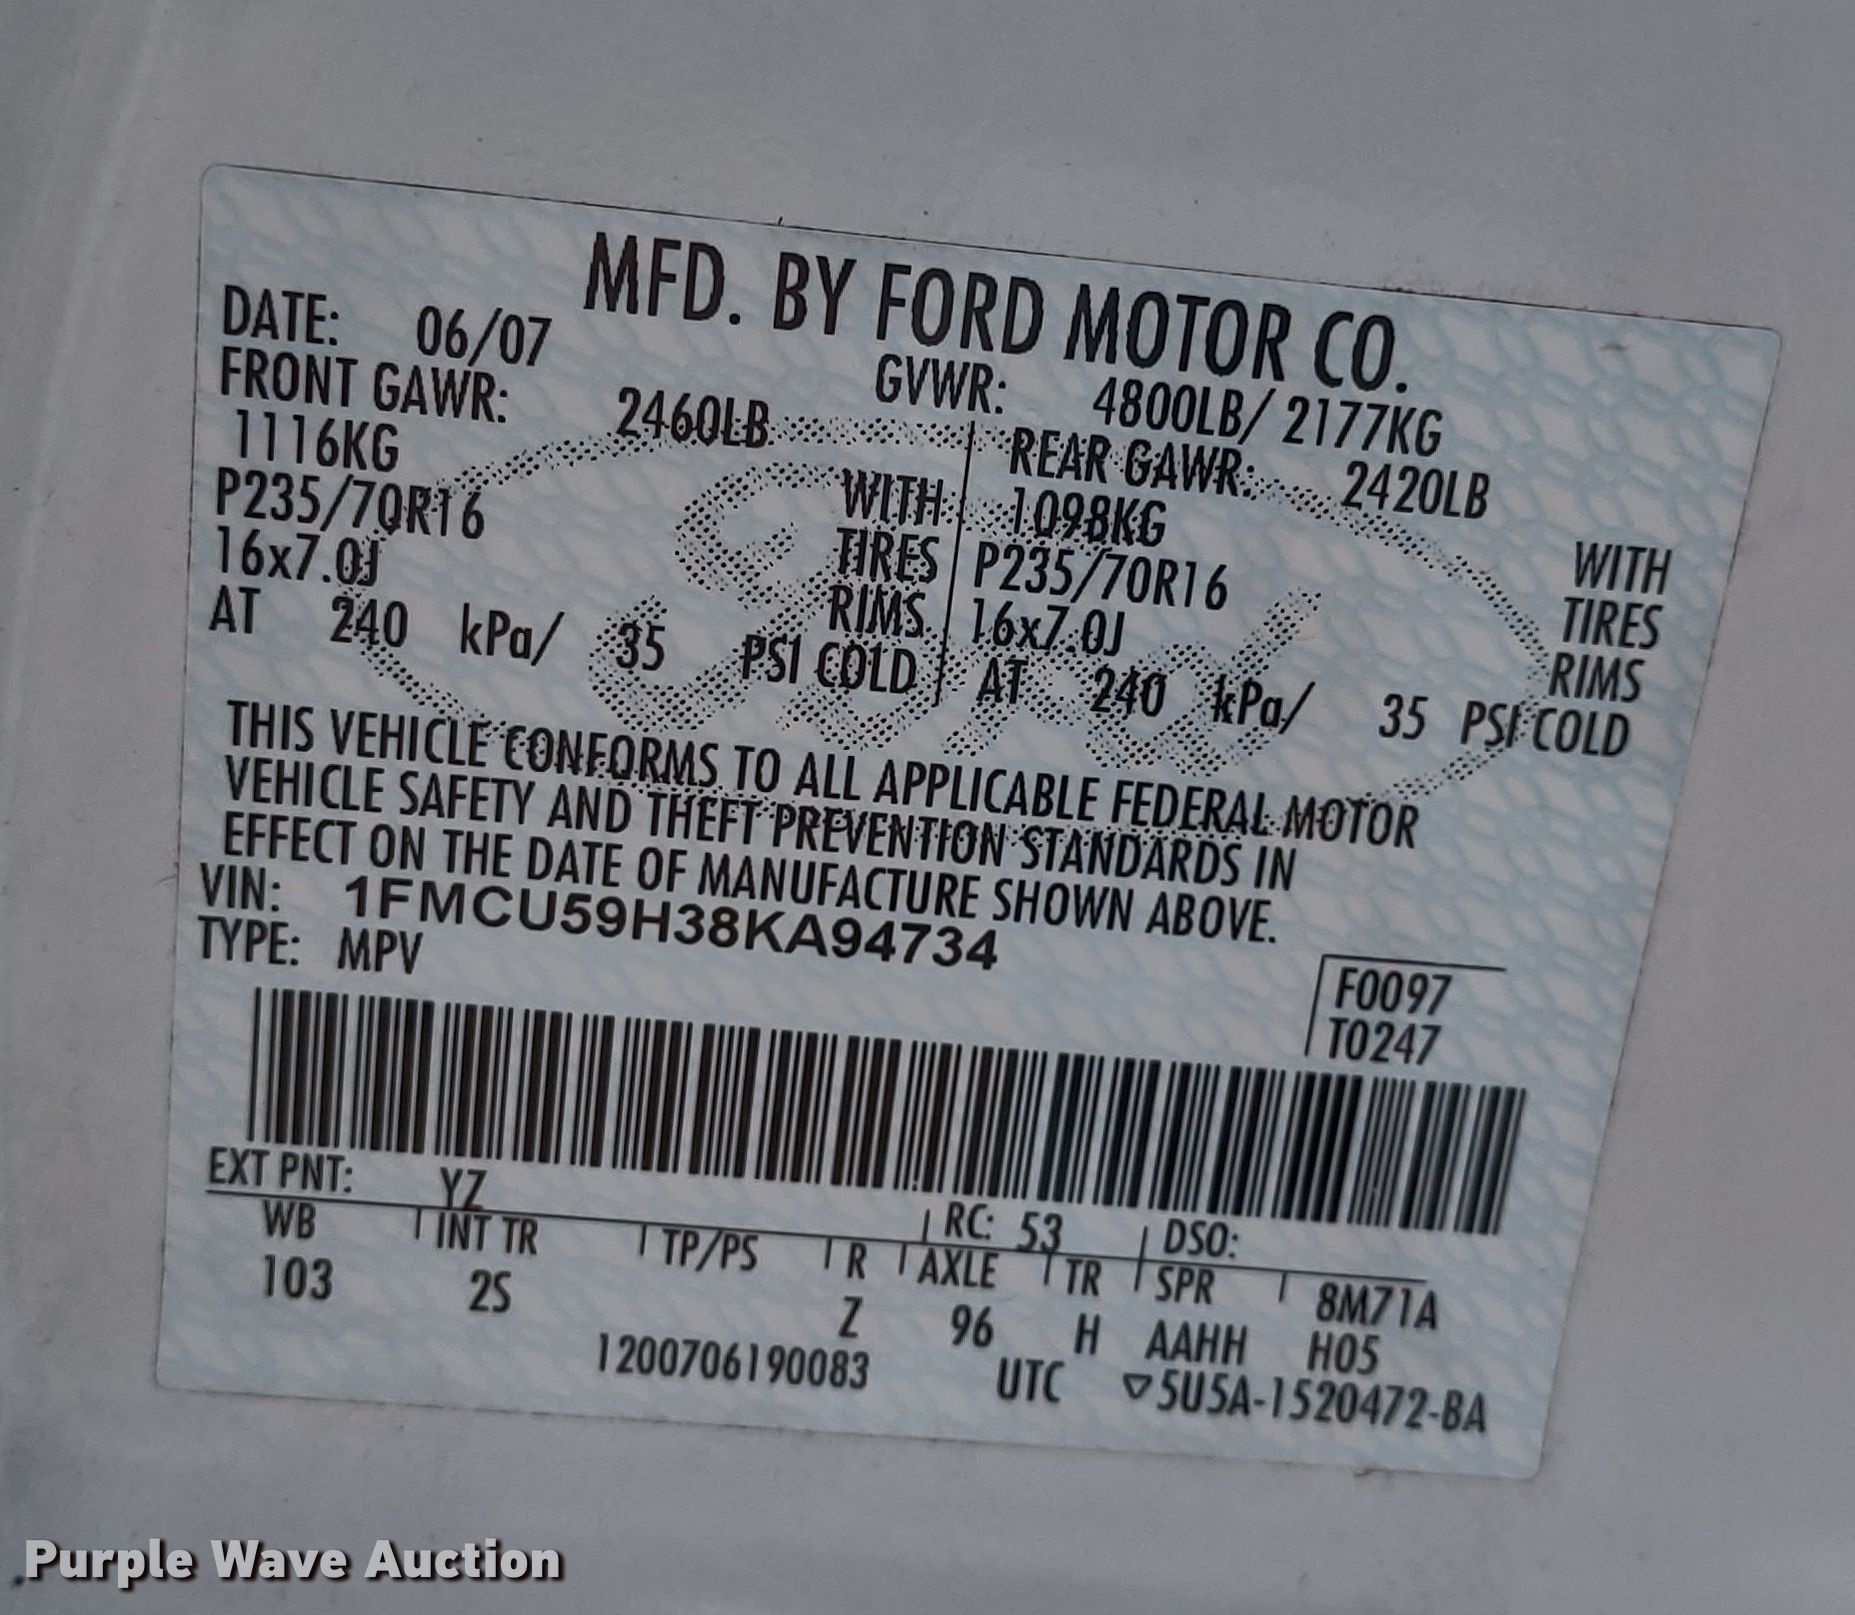 MFD. BY FORD MOTOR CO.
DATE: 06/07 GVWR: 4800LB/ 2177KG
FRONT GAWR: 2460LB REAR GAWR: 2420LB
1116KG WITH 1098KG WITH
P235/70R16 TIRES P235/70R16 TIRES
16x7.0J RIMS 16x7.0J RIMS
AT 240 kPa/ 35 PSI COLD AT 240 kPa/ 35 PSI COLD
THIS VEHICLE CONFORMS TO ALL APPLICABLE FEDERAL MOTOR
VEHICLE SAFETY AND THEFT PREVENTION STANDARDS IN
EFFECT ON THE DATE OF MANUFACTURE SHOWN ABOVE.
VIN: 1FMCU59H38KA94734
TYPE: MPV
F0097
T0247
EXT PNT: YZ RC: 53 DSO:
WB INT TR TP/PS R AXLE TR SPR 8M71A
103 2S Z 96 H AAHH H05
1200706190083 UTC ▽5U5A-1520472-BA
Ford
Purple Wave Auction